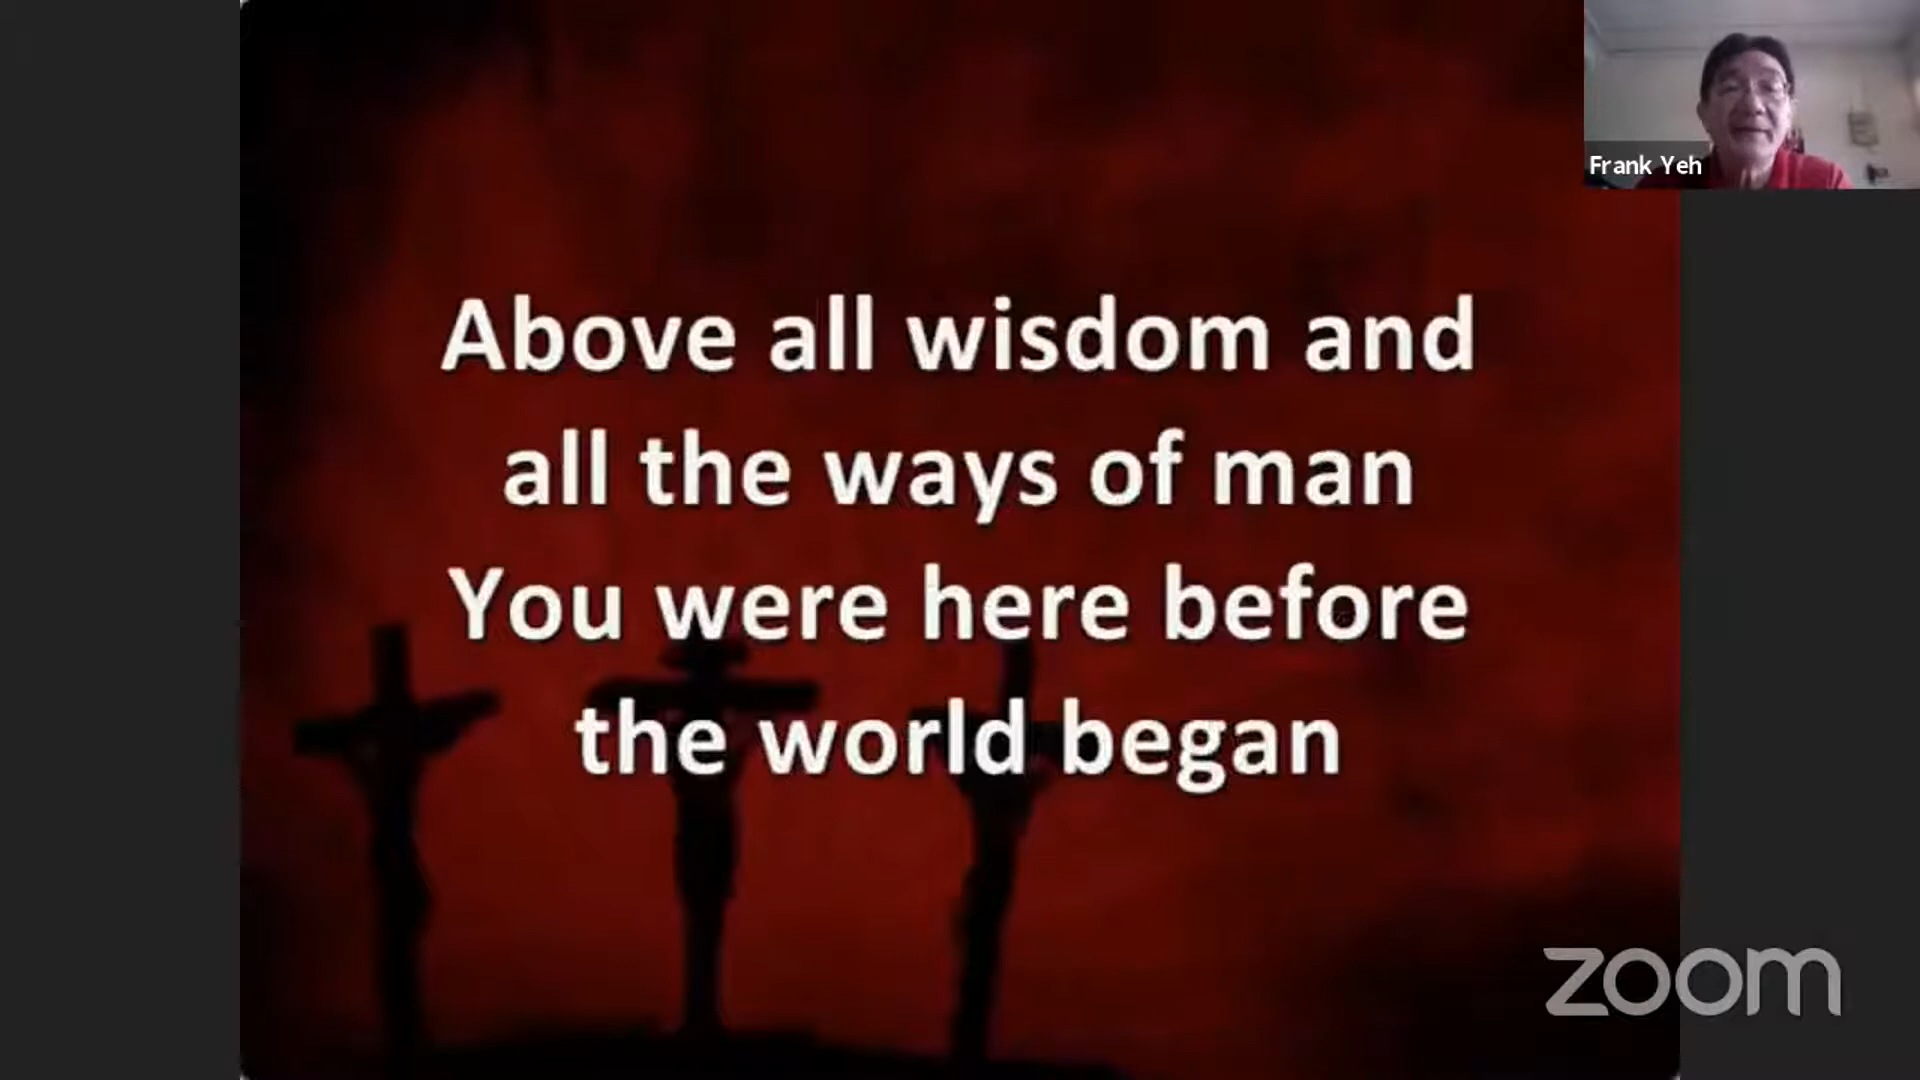 Frank Yeh
Above all wisdom and
all the ways of man
You were here before
the world began
zoom